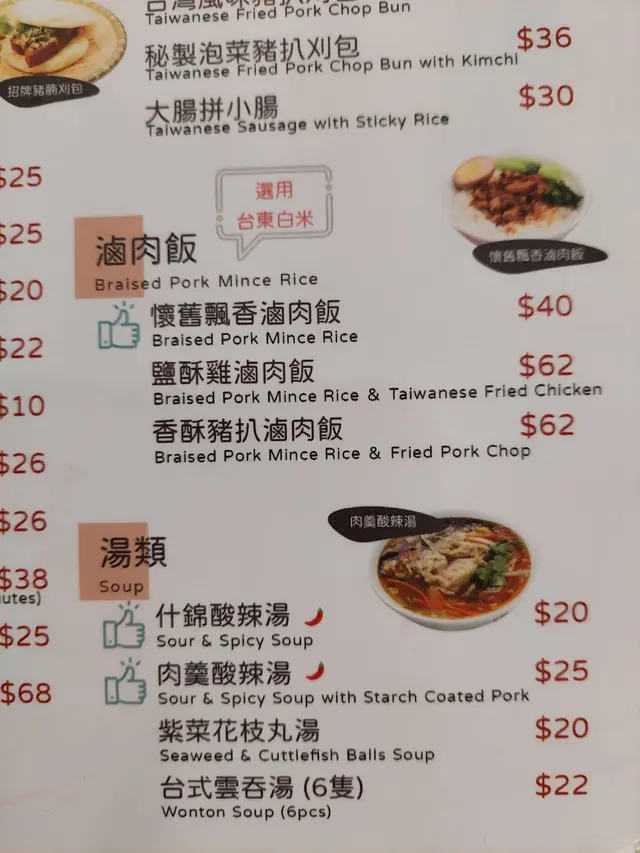 Taiwanese Fried Pork Chop Bun
招牌豬腩刈包
秘製泡菜豬扒刈包
$36
Taiwanese Fried Pork Chop Bun with Kimchi
大腸拼小腸
$30
Taiwanese Sausage with Sticky Rice
$25
$25
$20
$22
$10
$26
$26
$38
$25
$68
選用
台東白米
滷肉飯
Braised Pork Mince Rice
懷舊飄香滷肉飯
懷舊飄香滷肉飯
$40
Braised Pork Mince Rice
鹽酥雞滷肉飯
$62
Braised Pork Mince Rice & Taiwanese Fried Chicken
香酥豬扒滷肉飯
$62
Braised Pork Mince Rice & Fried Pork Chop
肉羹酸辣湯
湯類
Soup
什錦酸辣湯
$20
Sour & Spicy Soup
肉羹酸辣湯
$25
Sour & Spicy Soup with Starch Coated Pork
紫菜花枝丸湯
$20
Seaweed & Cuttlefish Balls Soup
台式雲吞湯 (6隻)
$22
Wonton Soup (6pcs)